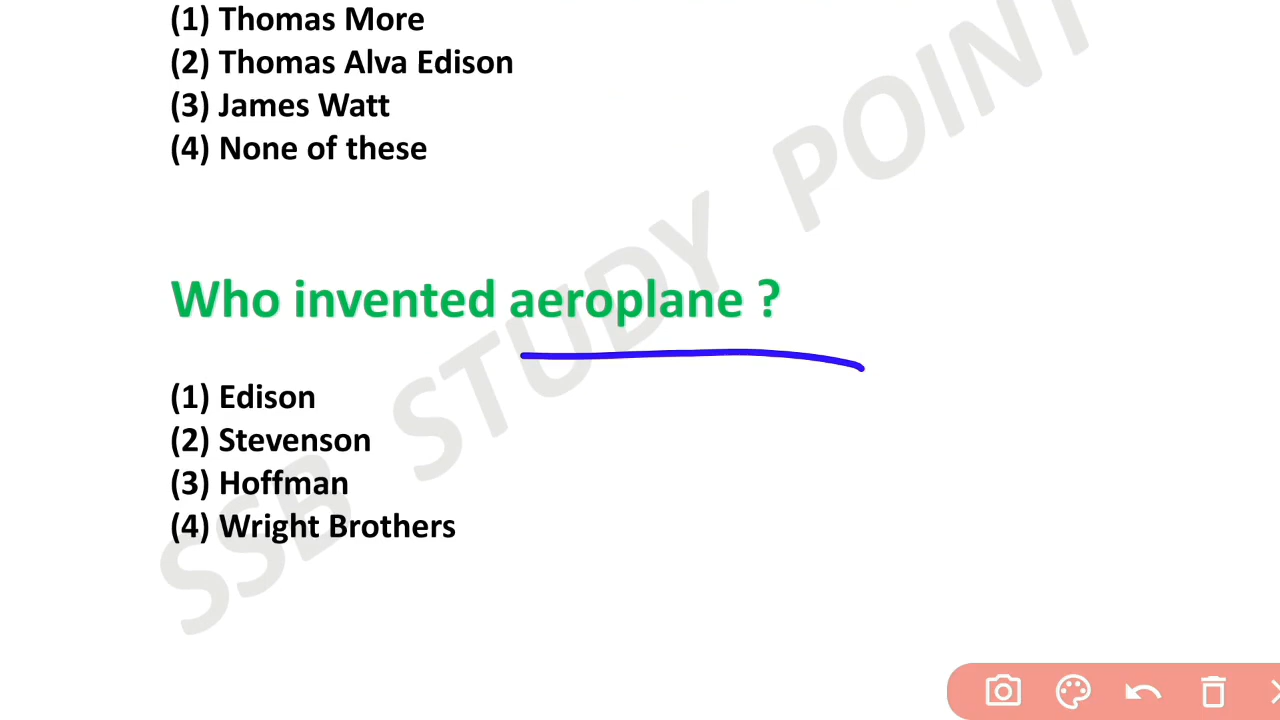 (1) Thomas More
(2) Thomas Alva Edison
(3) James Watt
(4) None of these
Who invented aeroplane ?
(1) Edison
(2) Stevenson
(3) Hoffman
(4) Wright Brothers
SSB STUDY POINT